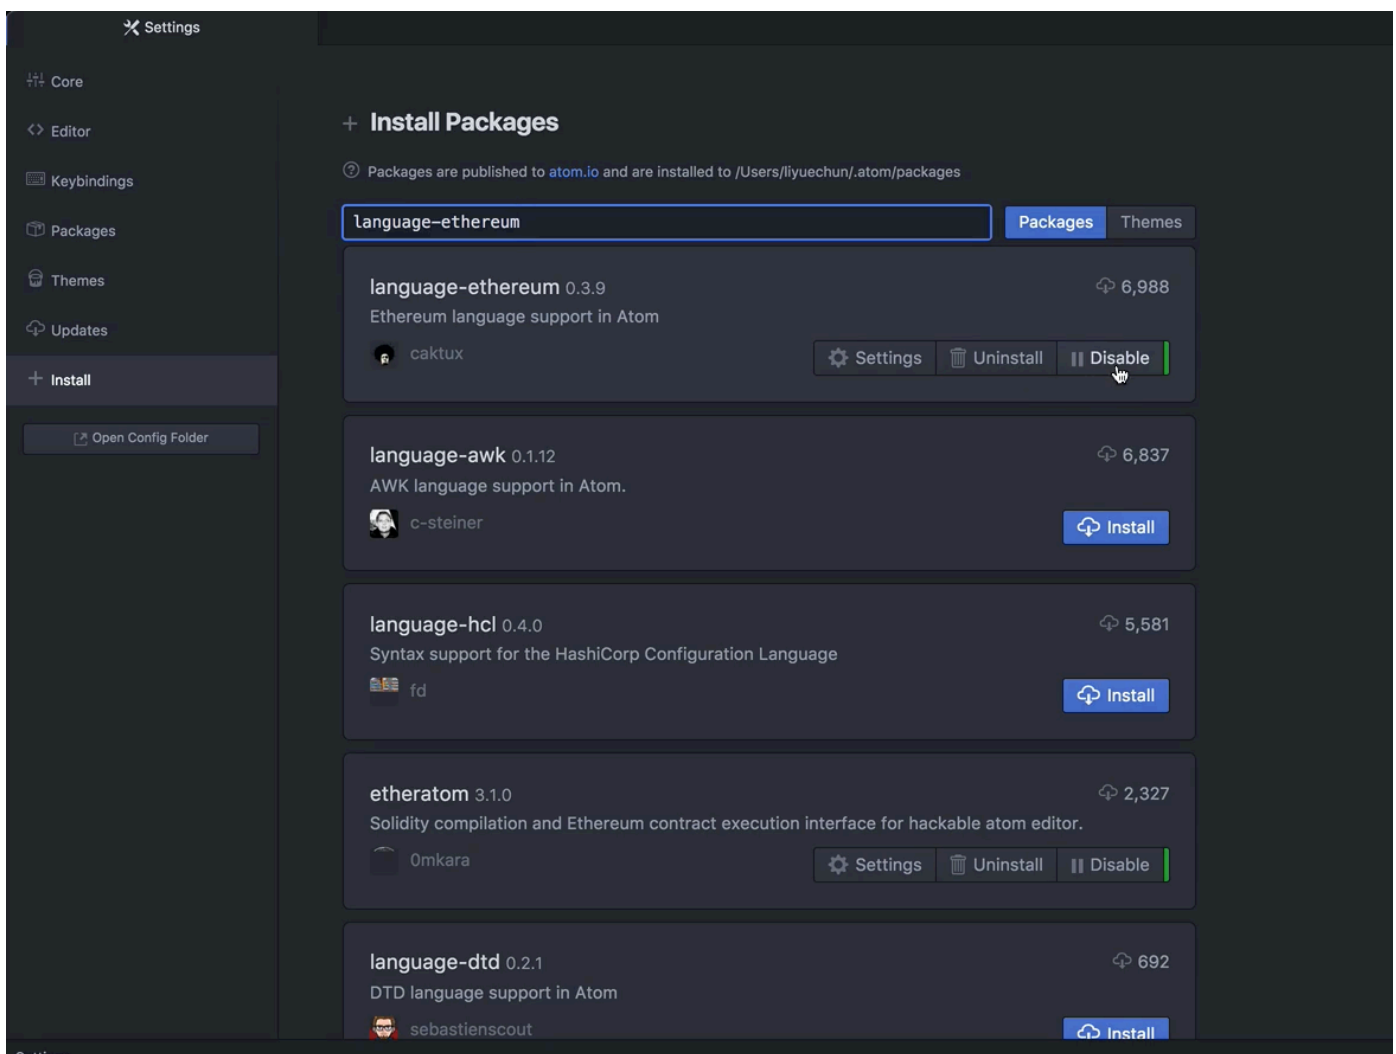 Settings
Core
Editor
Keybindings
Packages
Themes
Updates
Install
Open Config Folder
Install Packages
Packages are published to atom.io and are installed to /Users/liyuechun/.atom/packages
language-ethereum
Packages Themes
language-ethereum 0.3.9 6,988
Ethereum language support in Atom
caktux
Settings Uninstall Disable
language-awk 0.1.12 6,837
AWK language support in Atom.
c-steiner
Install
language-hcl 0.4.0 5,581
Syntax support for the HashiCorp Configuration Language
fd
Install
etheratom 3.1.0 2,327
Solidity compilation and Ethereum contract execution interface for hackable atom editor.
0mkara
Settings Uninstall Disable
language-dtd 0.2.1 692
DTD language support in Atom
sebastienscout
Install